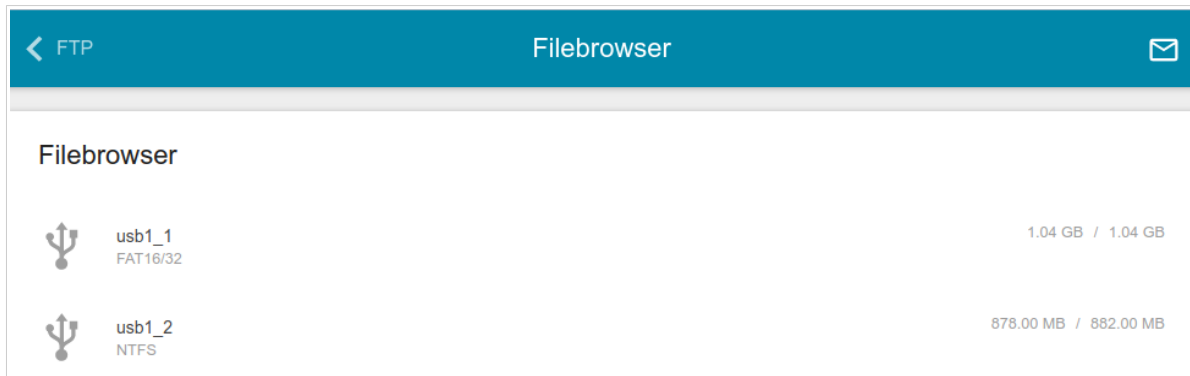 FTP
Filebrowser
Filebrowser
usb1_1
FAT16/32
1.04 GB / 1.04 GB
usb1_2
NTFS
878.00 MB / 882.00 MB